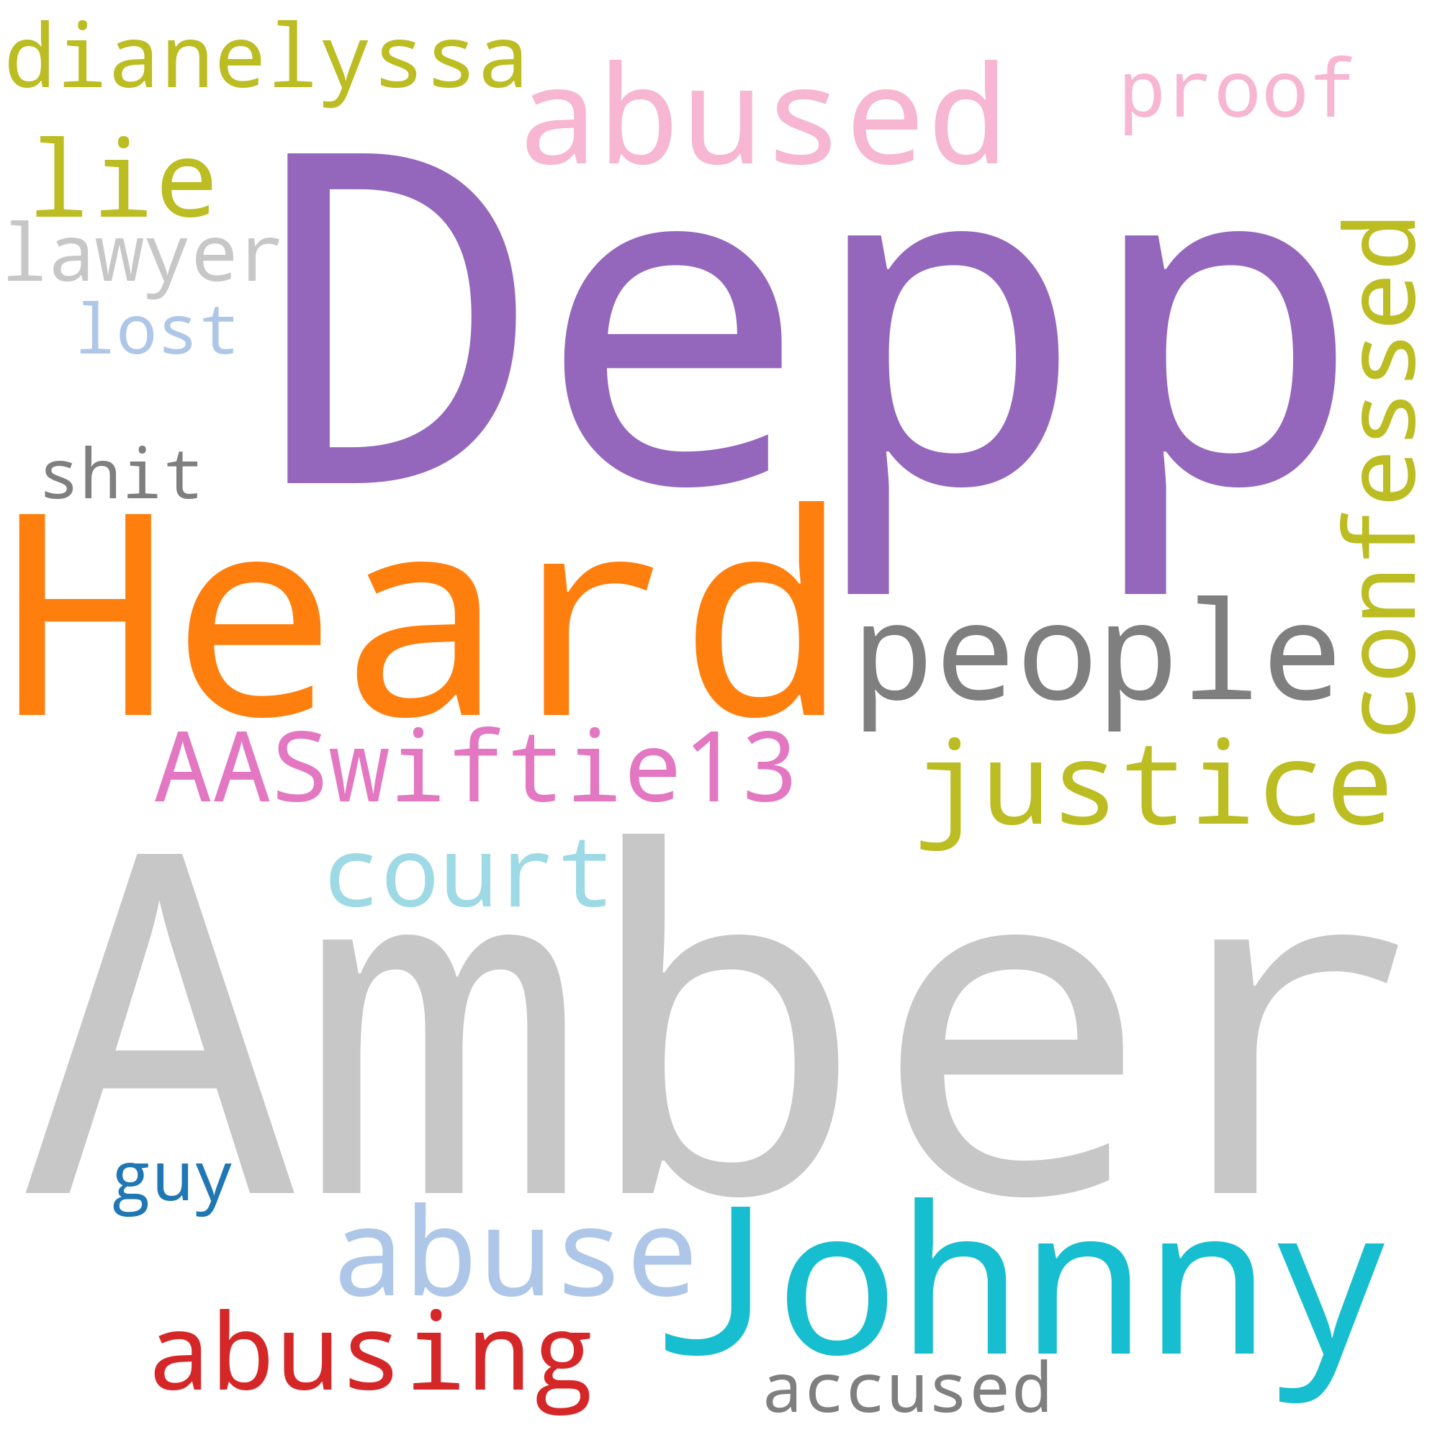 dianelyssa
abused
proof
lie
Depp
lawyer
confessed
lost
shit
Heard
people
AASwiftie13
justice
court
Amber
guy
abuse
Johnny
abusing
accused